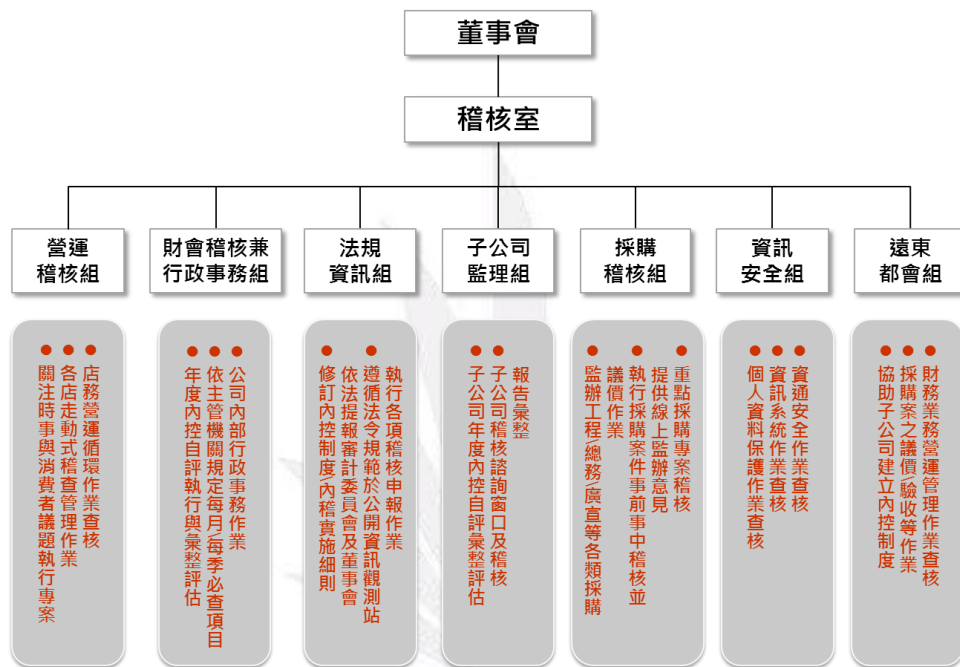 董事會
稽核室
營運
稽核組
財會稽核兼
行政事務組
法規
資訊組
子公司
監理組
採購
稽核組
資訊
安全組
遠東
都會組
● 關注時事與消費者議題執行專案
● 各店走動式稽查管理作業
● 店務營運循環作業查核
● 年度內控自評執行與彙整評估
● 依主管機關規定每月/每季必查項目
● 公司內部行政事務作業
● 修訂內控制度/內稽實施細則
依法提報審計委員會及董事會
● 遵循法令規範於公開資訊觀測站
執行各項稽核申報作業
● 子公司年度內控自評彙整評估
● 子公司稽核諮詢窗口及稽核
報告彙整
● 監辦工程/總務/廣宣等各類採購
議價作業
● 執行採購案件事前事中稽核並
提供線上監辦意見
● 重點採購專案稽核
● 個人資料保護作業查核
● 資訊系統作業查核
● 資通安全作業查核
● 協助子公司建立內控制度
● 採購案之議價/驗收等作業
● 財務業務營運管理作業查核